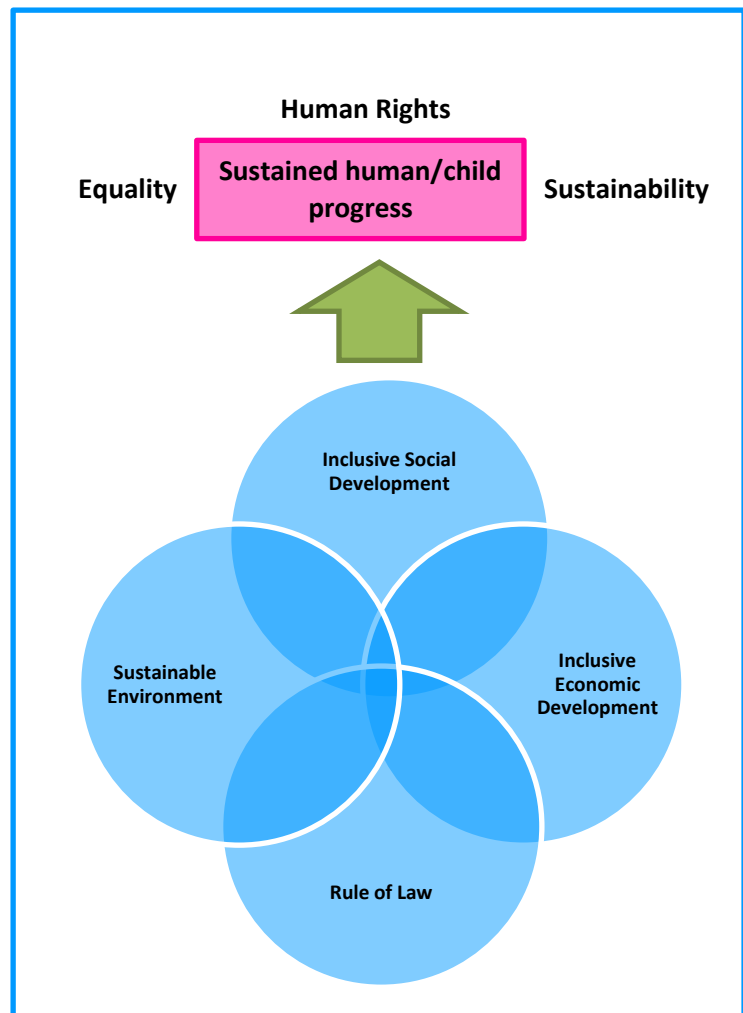 Human Rights
Equality
Sustained human/child
progress
Sustainability
Inclusive Social
Development
Sustainable
Environment
Inclusive
Economic
Development
Rule of Law